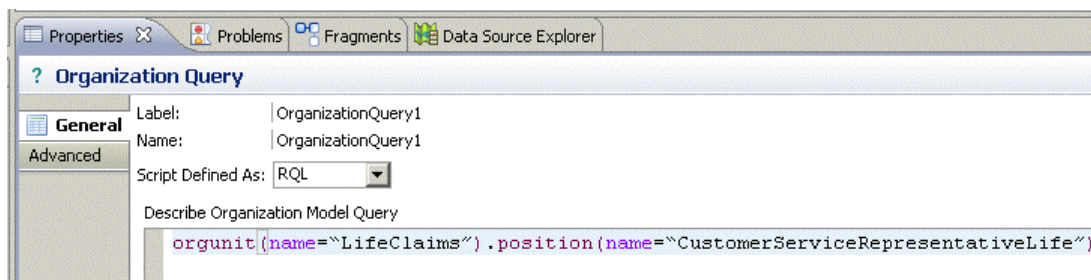 Properties Problems Fragments Data Source Explorer
? Organization Query
General
Advanced
Label: OrganizationQuery1
Name: OrganizationQuery1
Script Defined As: RQL
Describe Organization Model Query
orgunit(name=“LifeClaims”).position(name=“CustomerServiceRepresentativeLife”)